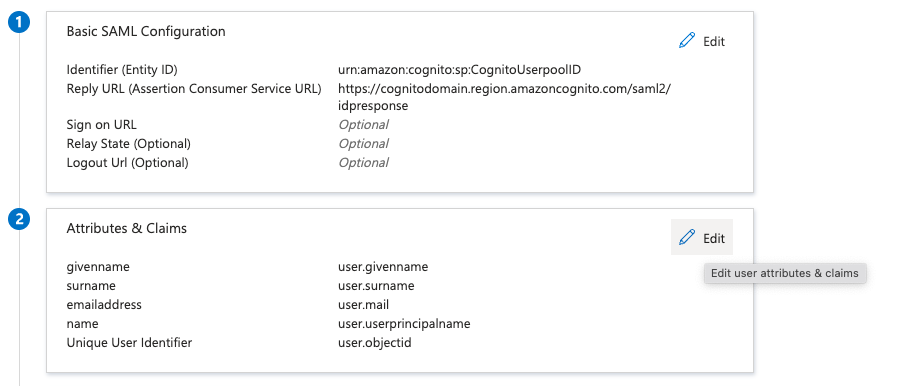 1
Basic SAML Configuration
Edit
Identifier (Entity ID) urn:amazon:cognito:sp:CognitoUserpoolID
Reply URL (Assertion Consumer Service URL) https://cognitodomain.region.amazoncognito.com/saml2/
idpresponse
Sign on URL Optional
Relay State (Optional) Optional
Logout Url (Optional) Optional
2
Attributes & Claims
Edit
Edit user attributes & claims
givenname user.givenname
surname user.surname
emailaddress user.mail
name user.userprincipalname
Unique User Identifier user.objectid